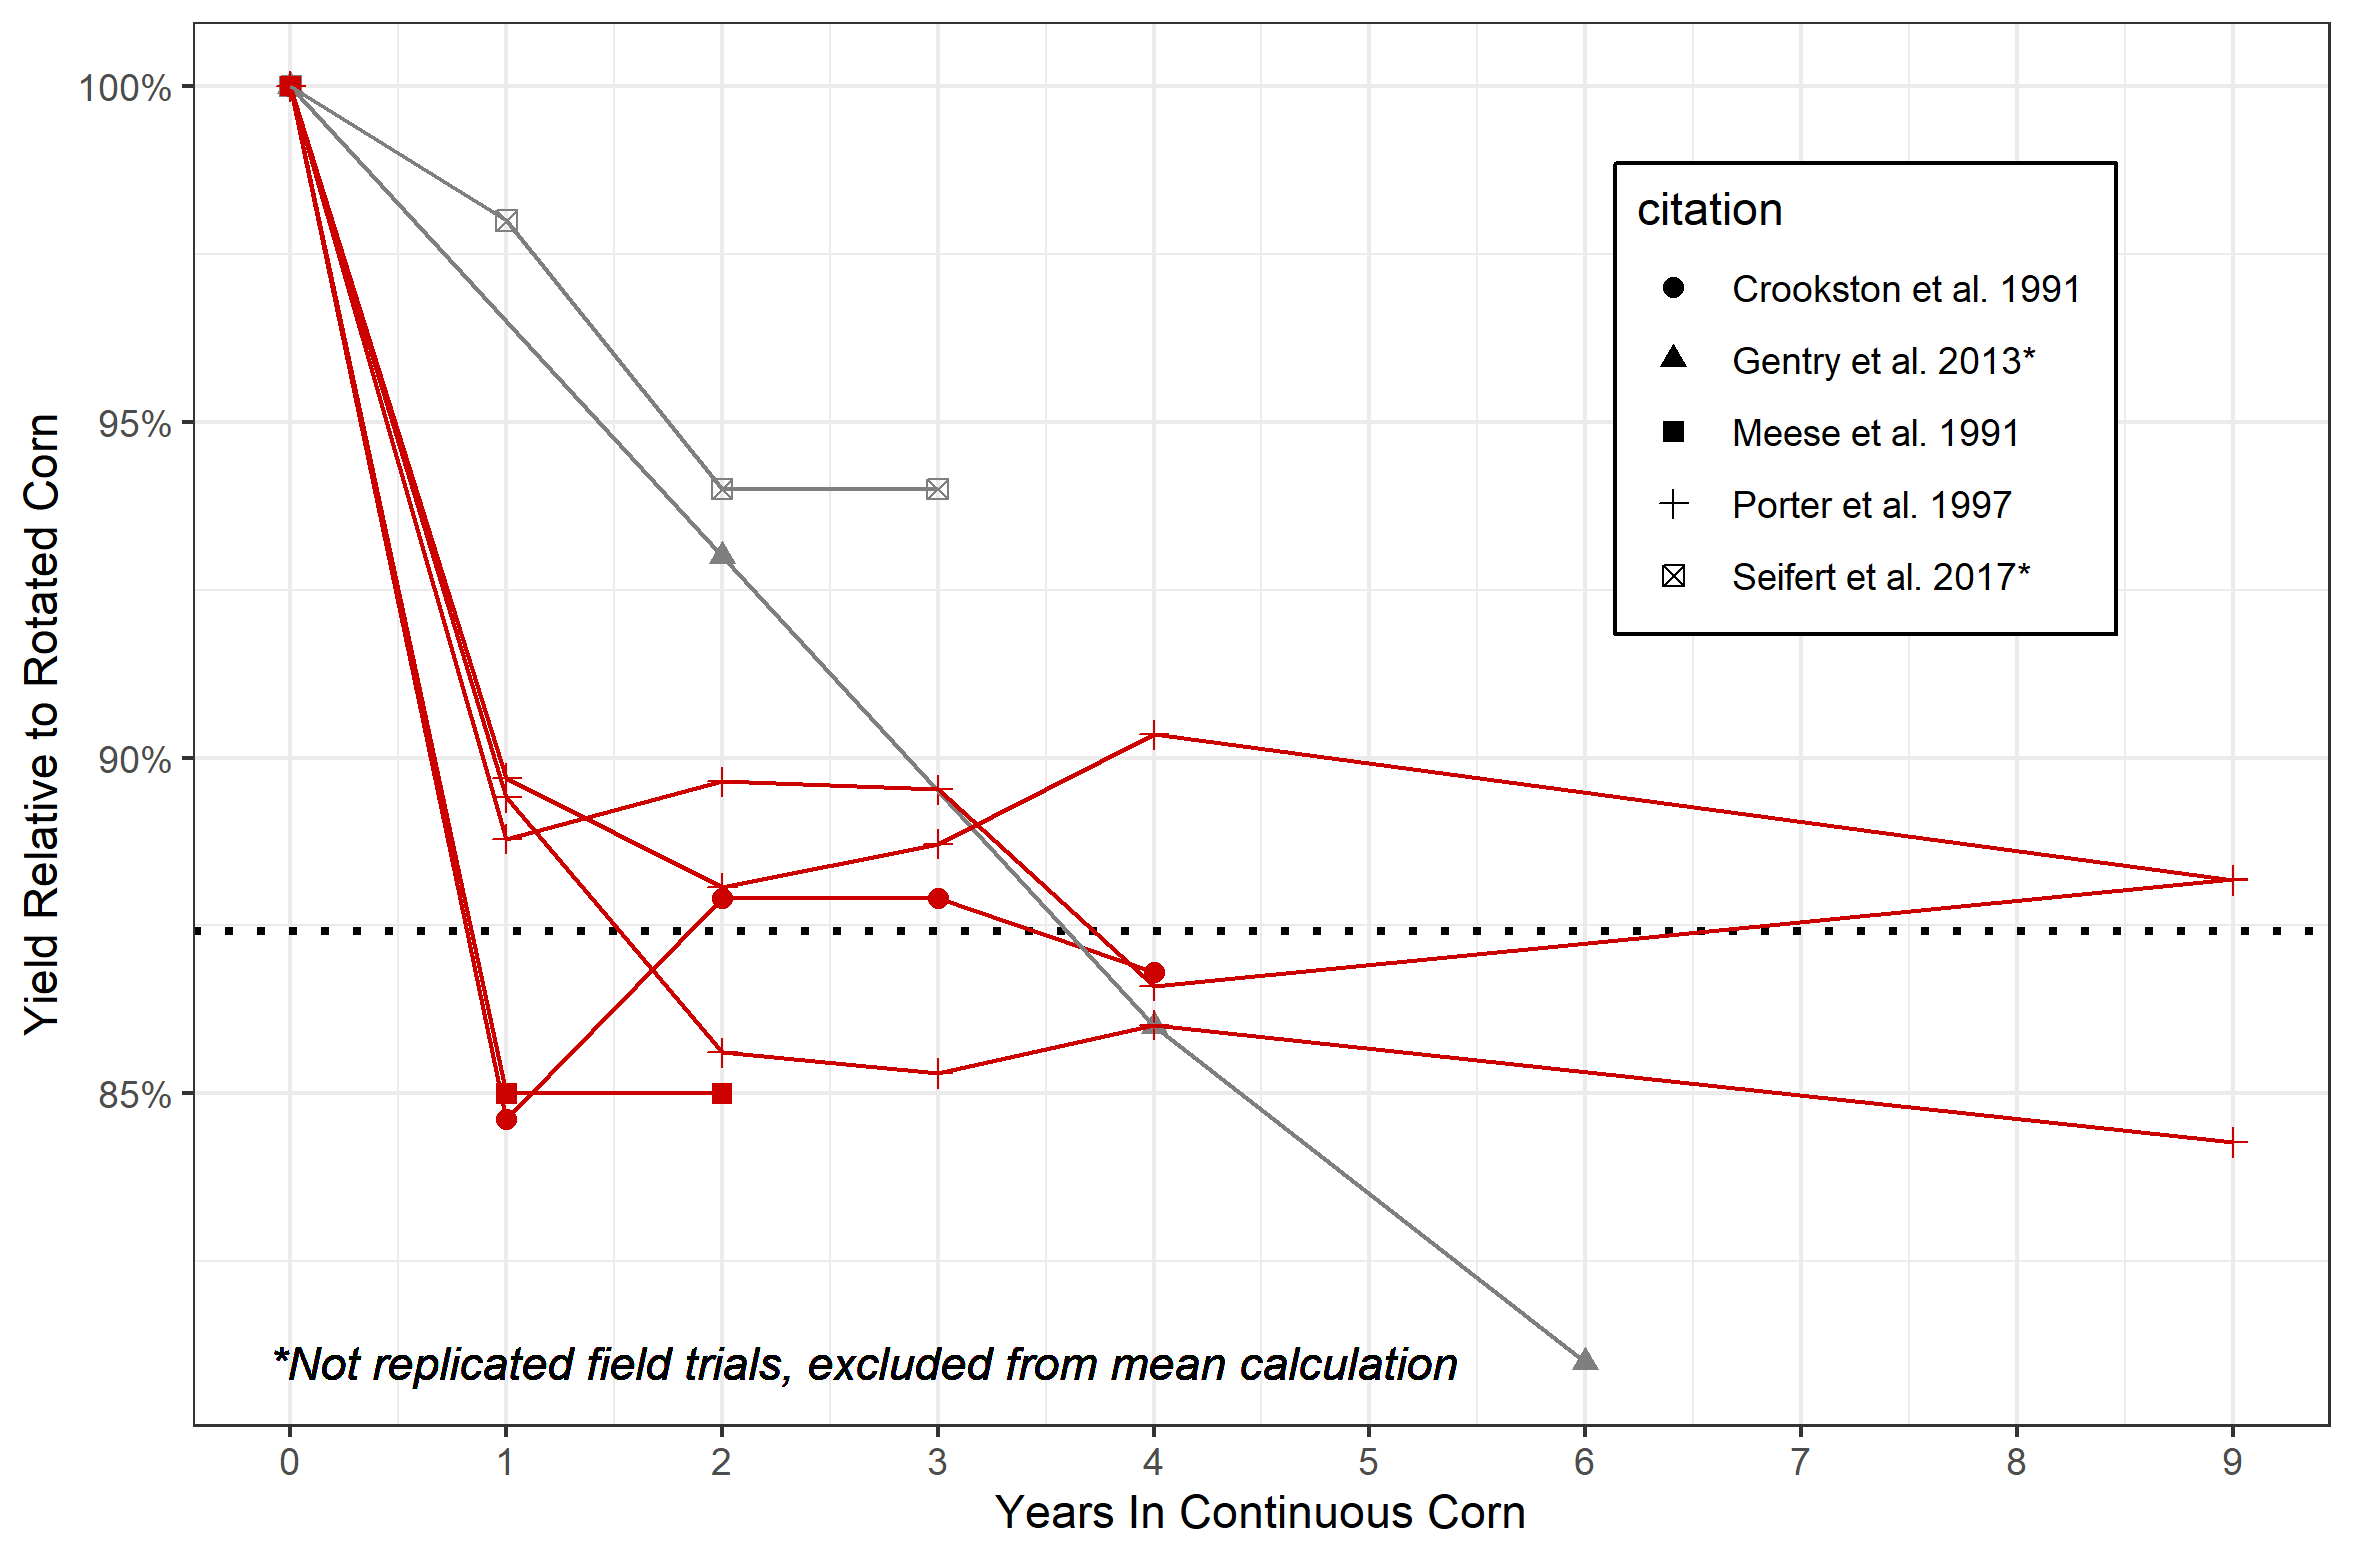 100%
95%
90%
85%
Yield Relative to Rotated Corn
citation
Crookston et al. 1991
Gentry et al. 2013*
Meese et al. 1991
Porter et al. 1997
Seifert et al. 2017*
*Not replicated field trials, excluded from mean calculation
0 1 2 3 4 5 6 7 8 9
Years In Continuous Corn